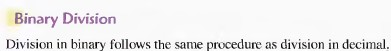 Binary Division
Division in binary follows the same procedure as division in decimal.